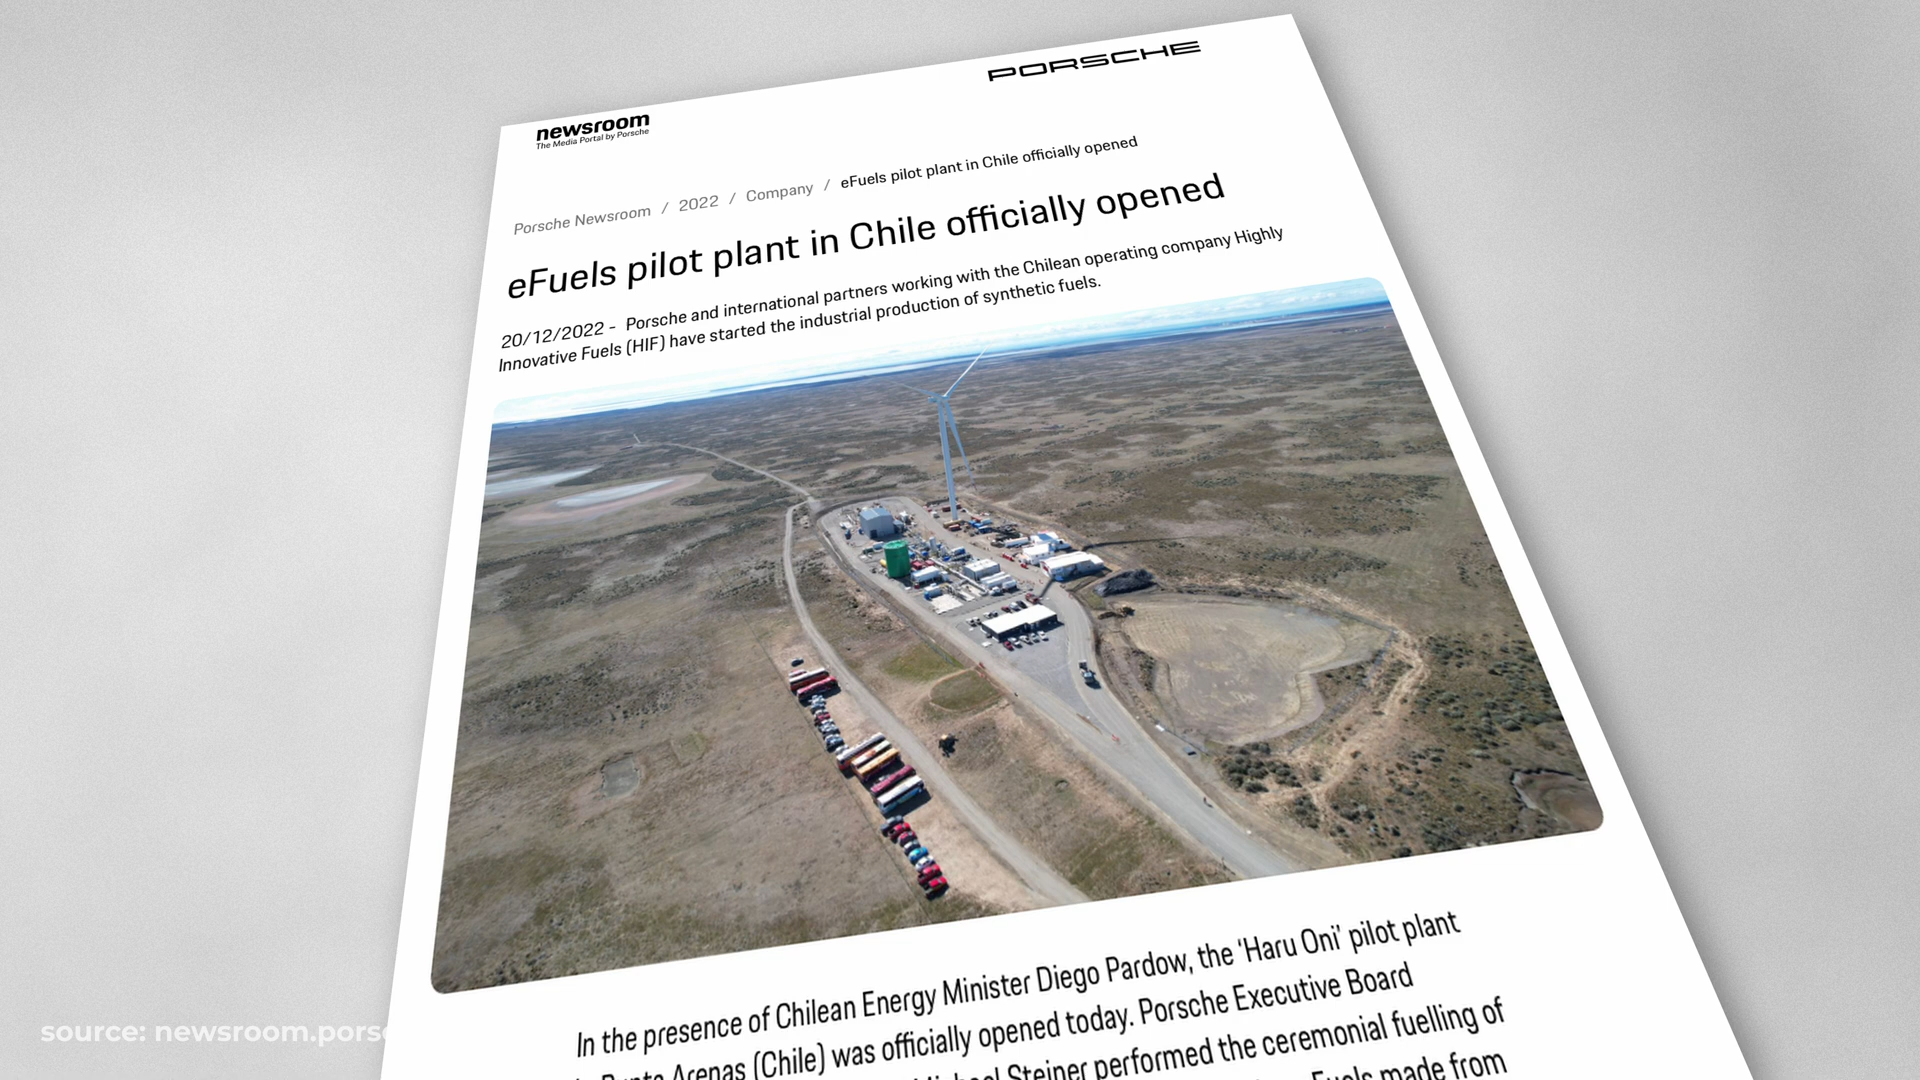 PORSCHE
newsroom
The Media Portal by Porsche
Porsche Newsroom / 2022 / Company / eFuels pilot plant in Chile officially opened
eFuels pilot plant in Chile officially opened
20/12/2022 - Porsche and international partners working with the Chilean operating company Highly
Innovative Fuels (HIF) have started the industrial production of synthetic fuels.
In the presence of Chilean Energy Minister Diego Pardow, the ‘Haru Oni’ pilot plant
Punta Arenas (Chile) was officially opened today. Porsche Executive Board
Michael Steiner performed the ceremonial fuelling of
eFuels made from
source: newsroom.porsc